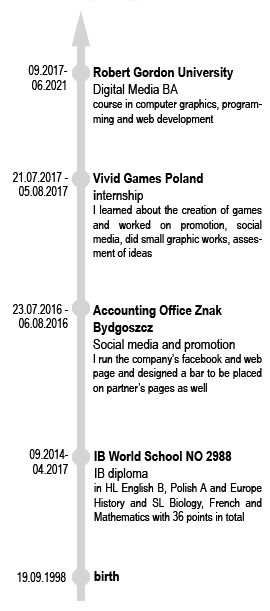 09.2017-
06.2021
Robert Gordon University
Digital Media BA
course in computer graphics, program-
ming and web development
21.07.2017 -
05.08.2017
Vivid Games Poland
internship
I learned about the creation of games
and worked on promotion, social
media, did small graphic works, asses-
ment of ideas
23.07.2016 -
06.08.2016
Accounting Office Znak
Bydgoszcz
Social media and promotion
I run the company's facebook and web
page and designed a bar to be placed
on partner's pages as well
09.2014-
04.2017
IB World School NO 2988
IB diploma
in HL English B, Polish A and Europe
History and SL Biology, French and
Mathematics with 36 points in total
19.09.1998
birth